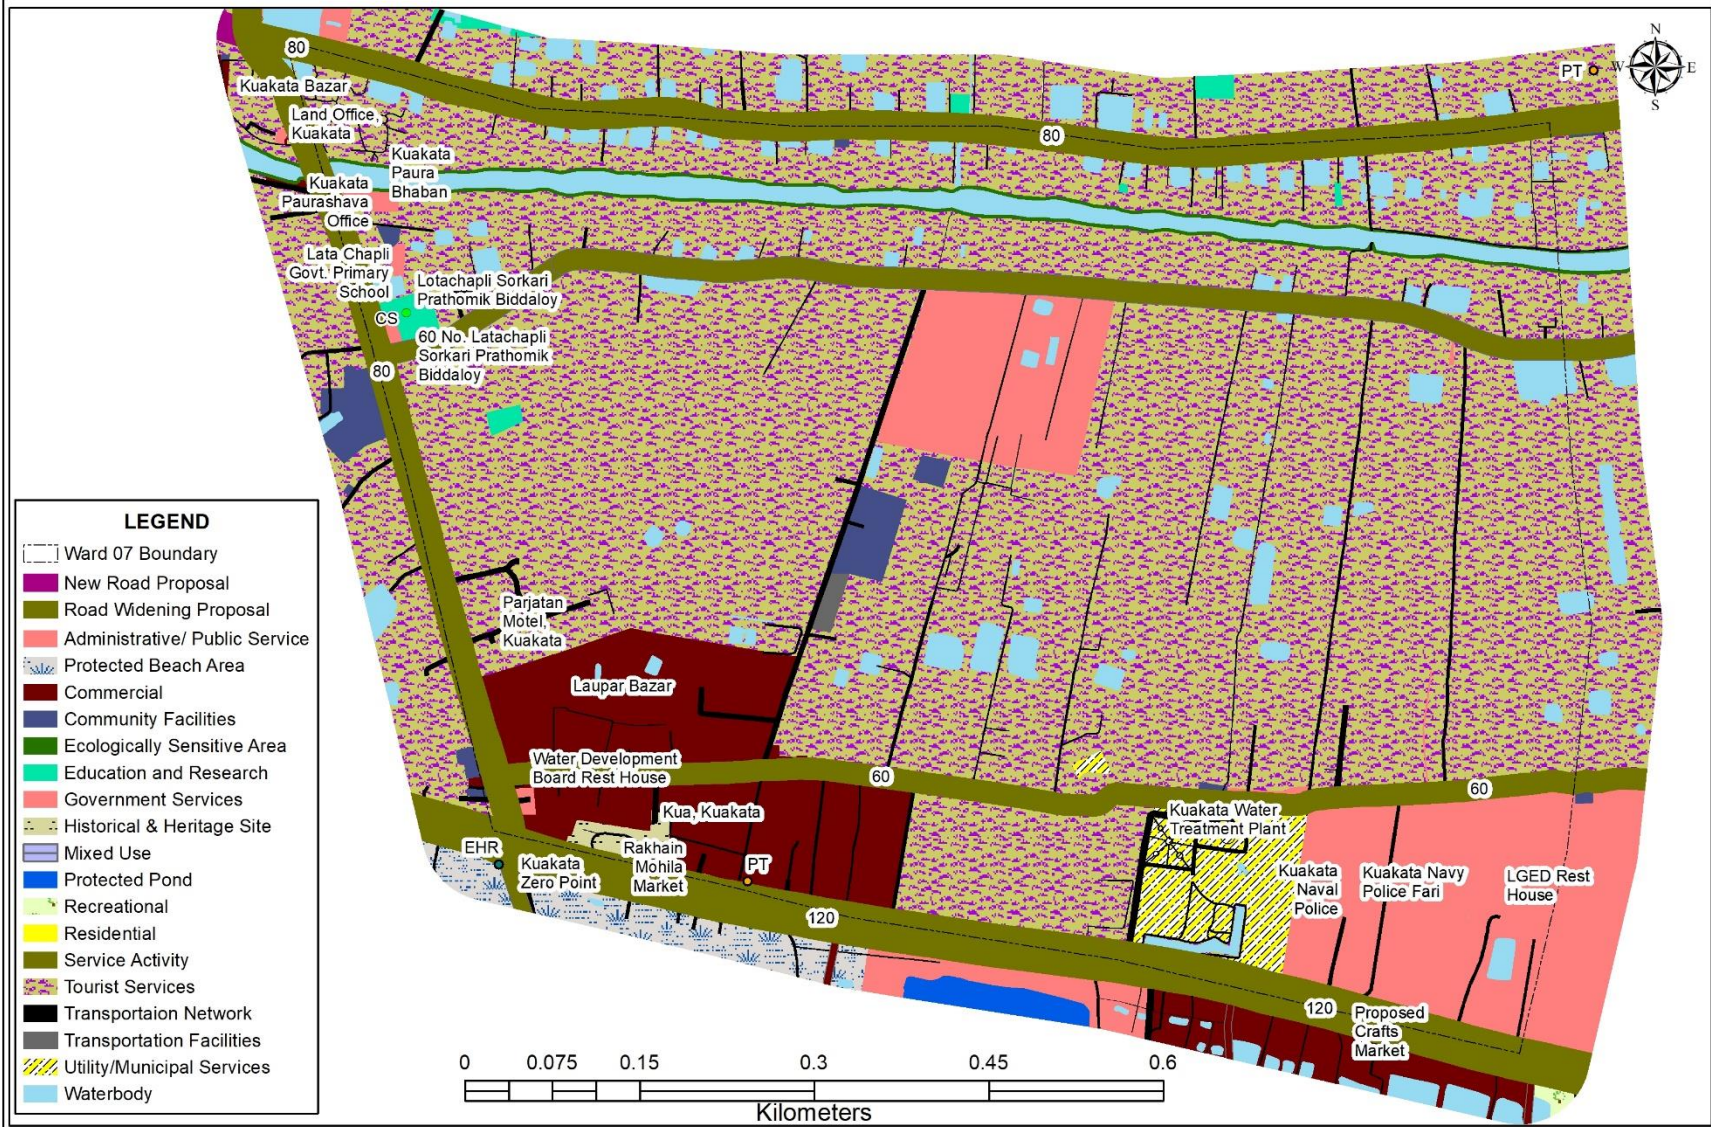 N
W
E
S
PT
80
Kuakata Bazar
Land Office,
Kuakata
80
Kuakata
Paura
Bhaban
Kuakata
Paurashava
Office
Lata Chapli
Govt. Primary
School
Lotachapli Sorkari
Prathomik Biddaloy
CS
60 No. Latachapli
Sorkari Prathomik
Biddaloy
80
Parjatan
Motel,
Kuakata
Laupar Bazar
Water Development
Board Rest House
60
60
Kua, Kuakata
Kuakata Water
Treatment Plant
EHR
Kuakata
Zero Point
Rakhain
Mohila
Market
PT
Kuakata
Naval
Police
Kuakata Navy
Police Fari
LGED Rest
House
120
120
Proposed
Crafts
Market
LEGEND
Ward 07 Boundary
New Road Proposal
Road Widening Proposal
Administrative/ Public Service
Protected Beach Area
Commercial
Community Facilities
Ecologically Sensitive Area
Education and Research
Government Services
Historical & Heritage Site
Mixed Use
Protected Pond
Recreational
Residential
Service Activity
Tourist Services
Transportaion Network
Transportation Facilities
Utility/Municipal Services
Waterbody
0 0.075 0.15 0.3 0.45 0.6
Kilometers